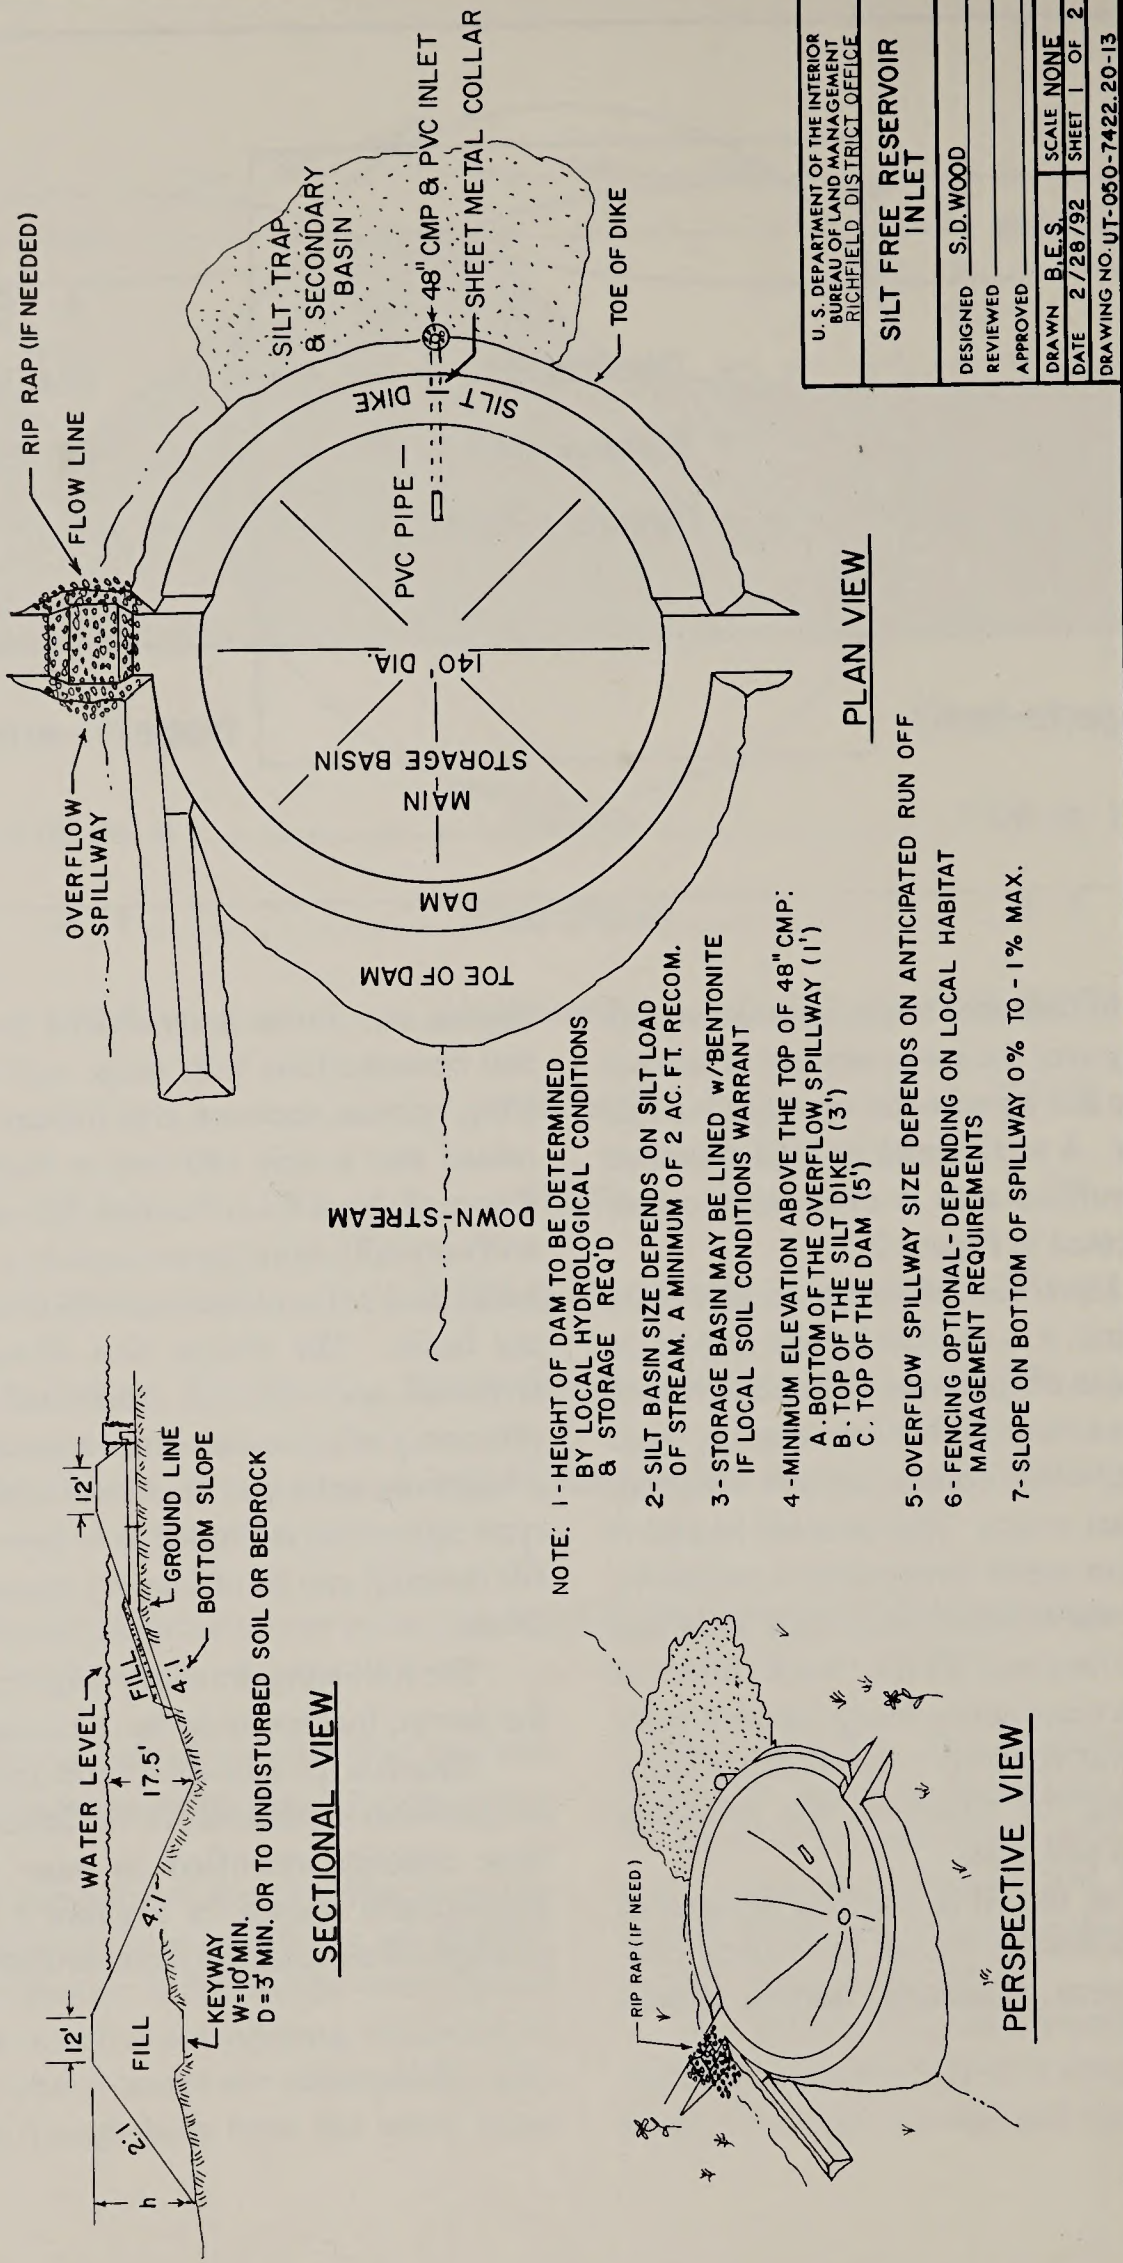 WATER LEVEL
12'
12'
h
2:1
FILL
4:1
17.5'
FILL
4:1
GROUND LINE
BOTTOM SLOPE
KEYWAY
W=10' MIN.
D=3' MIN. OR TO UNDISTURBED SOIL OR BEDROCK
SECTIONAL VIEW
RIP RAP (IF NEED)
PERSPECTIVE VIEW
RIP RAP (IF NEEDED)
FLOW LINE
OVERFLOW
SPILLWAY
SILT TRAP
& SECONDARY
BASIN
48" CMP & PVC INLET
SHEET METAL COLLAR
TOE OF DIKE
SILT DIKE
PVC PIPE
140' DIA.
MAIN
STORAGE BASIN
DAM
TOE OF DAM
DOWN-STREAM
PLAN VIEW
NOTE: 1-HEIGHT OF DAM TO BE DETERMINED
BY LOCAL HYDROLOGICAL CONDITIONS
& STORAGE REQ'D
2-SILT BASIN SIZE DEPENDS ON SILT LOAD
OF STREAM. A MINIMUM OF 2 AC. FT. RECOM.
3-STORAGE BASIN MAY BE LINED w/BENTONITE
IF LOCAL SOIL CONDITIONS WARRANT
4-MINIMUM ELEVATION ABOVE THE TOP OF 48" CMP:
A. BOTTOM OF THE OVERFLOW SPILLWAY (1')
B. TOP OF THE SILT DIKE (3')
C. TOP OF THE DAM (5')
5-OVERFLOW SPILLWAY SIZE DEPENDS ON ANTICIPATED RUN OFF
6-FENCING OPTIONAL-DEPENDING ON LOCAL HABITAT
MANAGEMENT REQUIREMENTS
7-SLOPE ON BOTTOM OF SPILLWAY 0% TO -1% MAX.
U. S. DEPARTMENT OF THE INTERIOR
BUREAU OF LAND MANAGEMENT
RICHFIELD DISTRICT OFFICE
SILT FREE RESERVOIR
INLET
DESIGNED S.D. WOOD
REVIEWED
APPROVED
DRAWN B.E.S. SCALE NONE
DATE 2/28/92 SHEET 1 OF 2
DRAWING NO. UT-050-7422.20-13